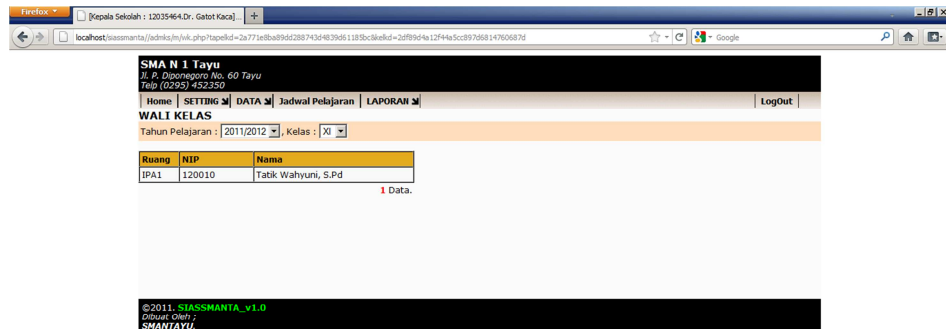 Firefox
[Kepala Sekolah : 12035464.Dr. Gatot Kaca]...
localhost/siassmanta//admks/m/wk.php?tapelkd=2a771e8ba89dd288743d4839d61185bc&kelkd=2df89d4a12f44a5cc897d6814760687d
Google
SMA N 1 Tayu
Jl. P. Diponegoro No. 60 Tayu
Telp (0295) 452350
Home SETTING DATA Jadwal Pelajaran LAPORAN LogOut
WALI KELAS
Tahun Pelajaran : 2011/2012 , Kelas : XI
Ruang NIP Nama
IPA1 120010 Tatik Wahyuni, S.Pd
1 Data.
©2011. SIASSMANTA_v1.0
Dibuat Oleh ;
SMANTAYU.